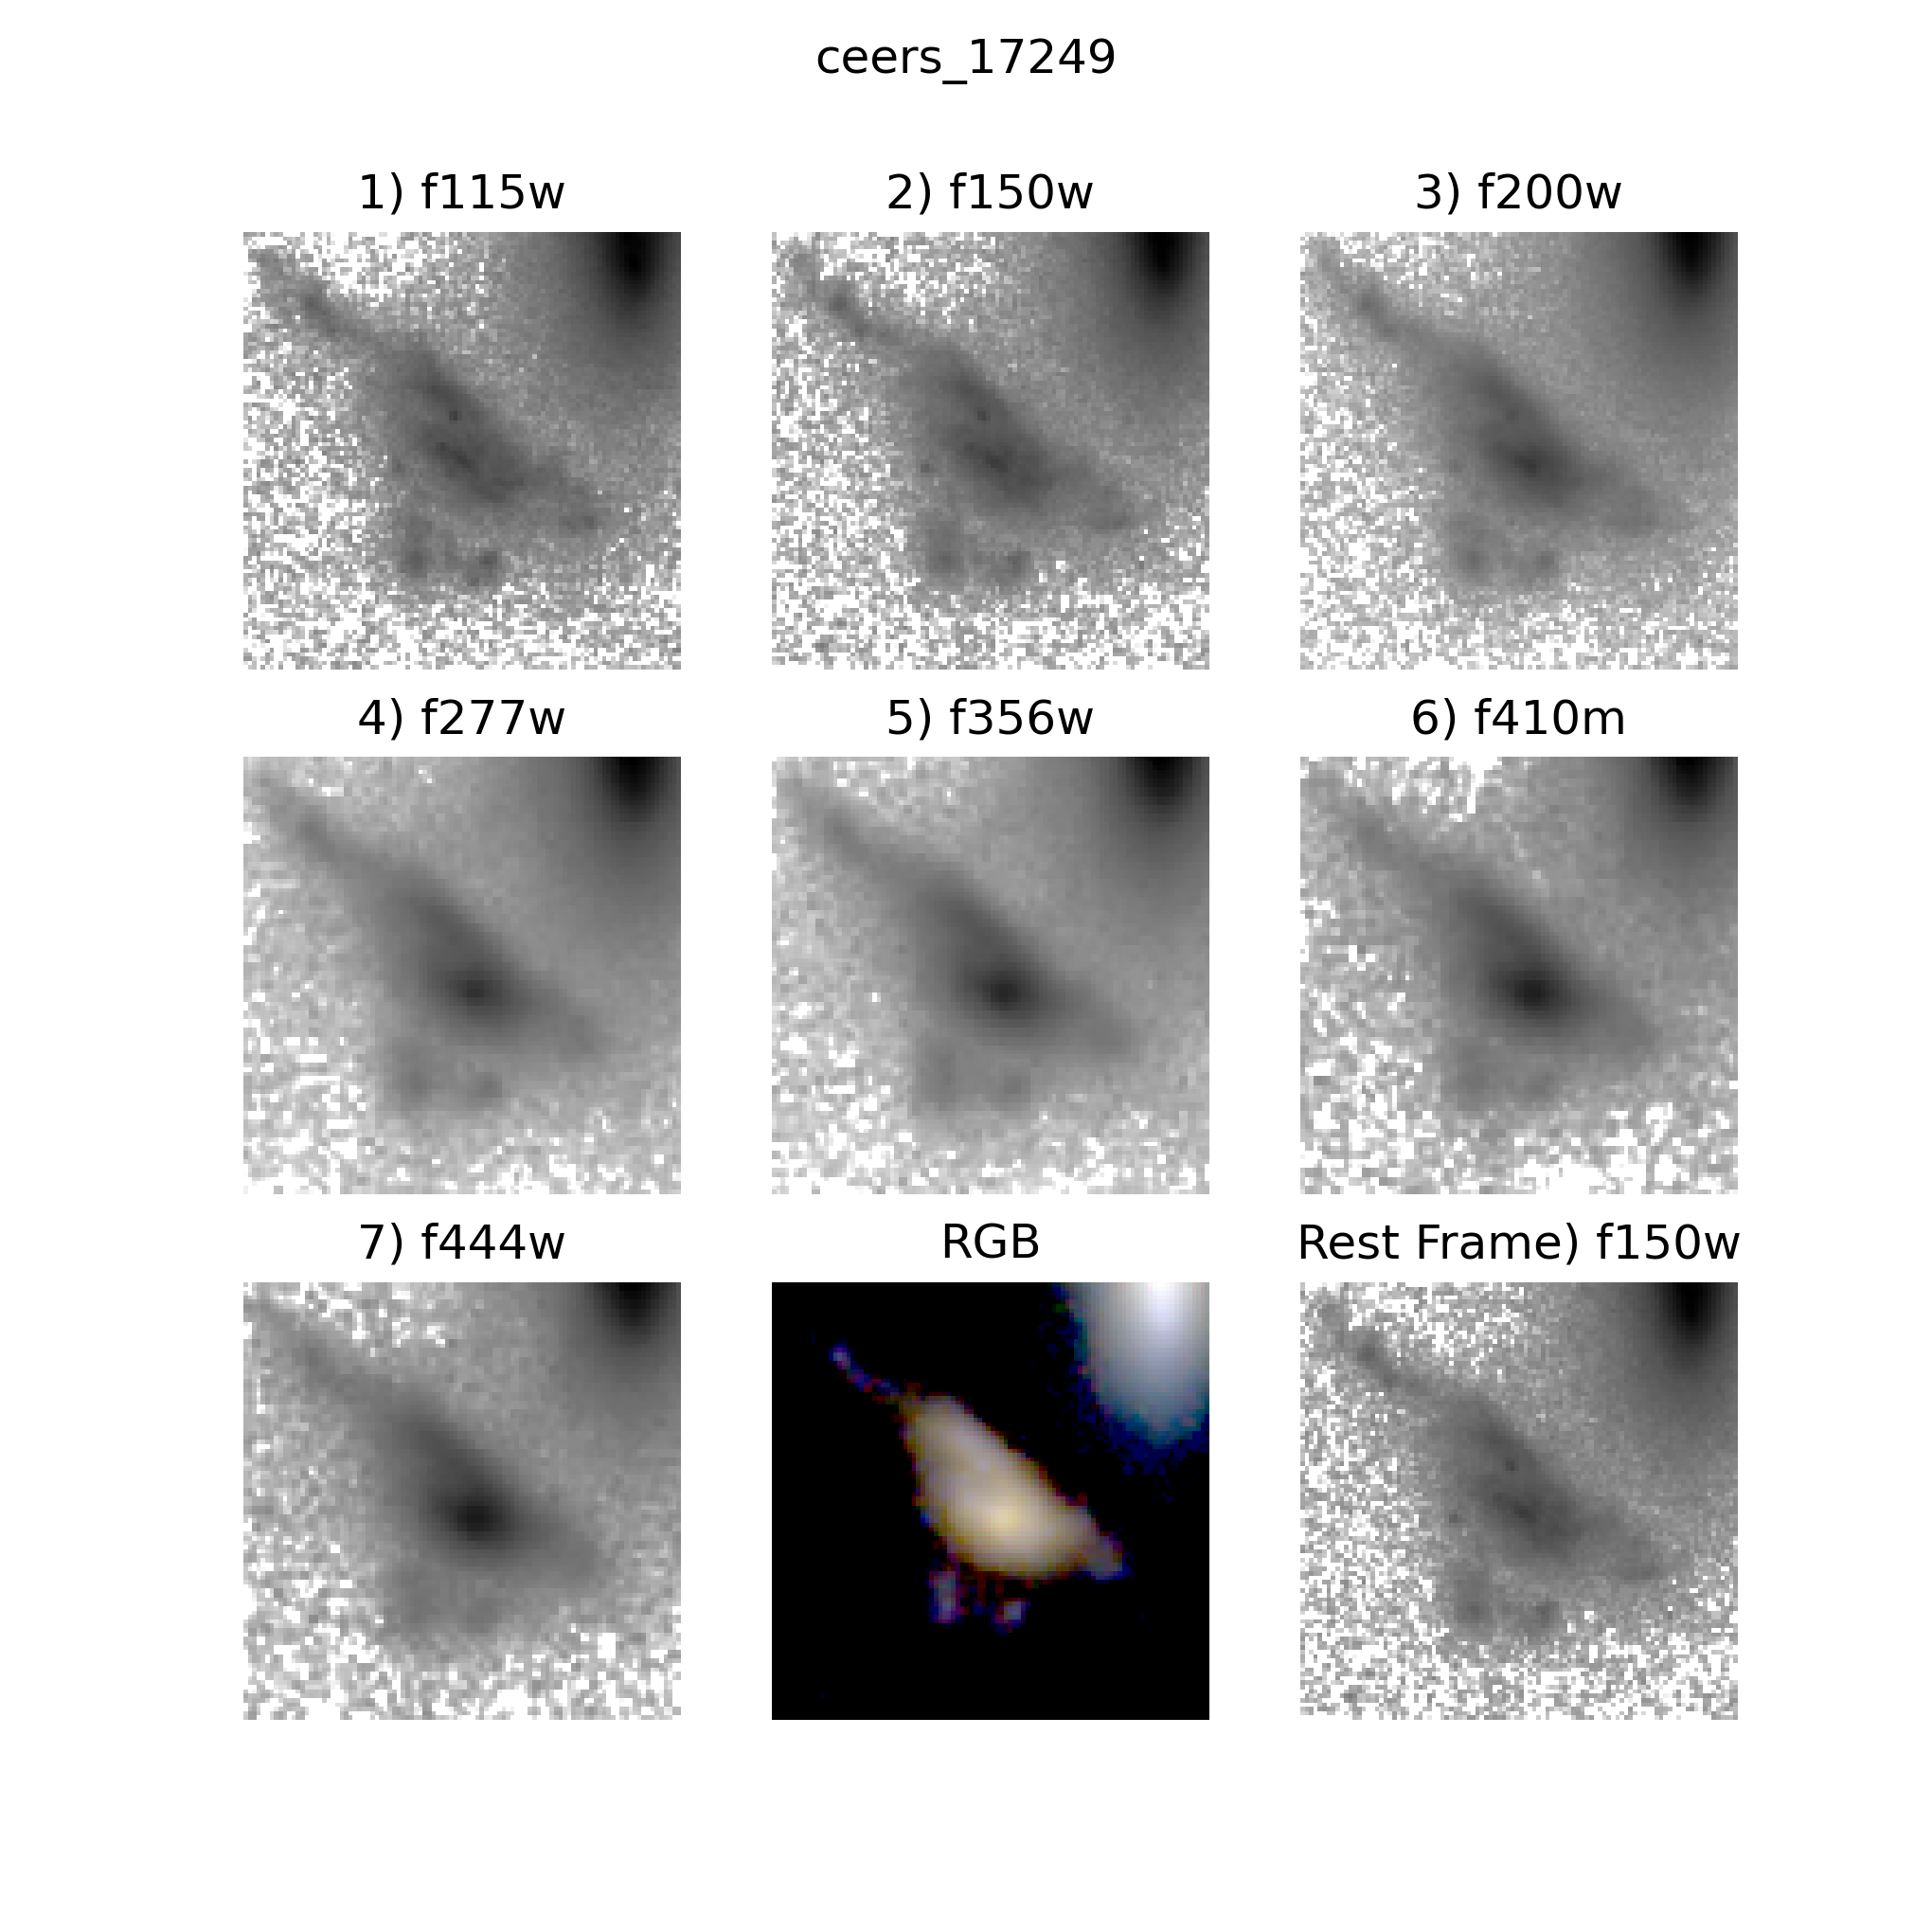 ceers_17249
1) f115w
2) f150w
3) f200w
4) f277w
5) f356w
6) f410m
7) f444w
RGB
Rest Frame) f150w